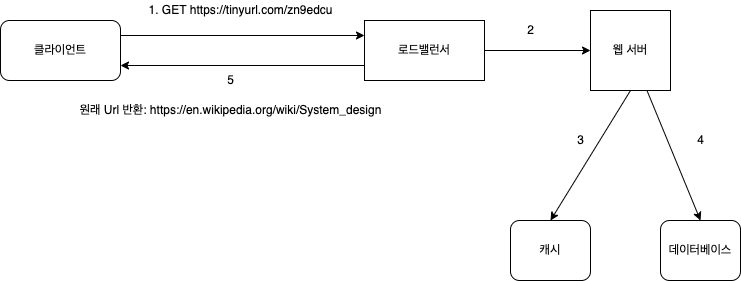 1. GET https://tinyurl.com/zn9edcu
클라이언트
로드밸런서
2
웹 서버
5
원래 Url 반환: https://en.wikipedia.org/wiki/System_design
3
4
캐시
데이터베이스